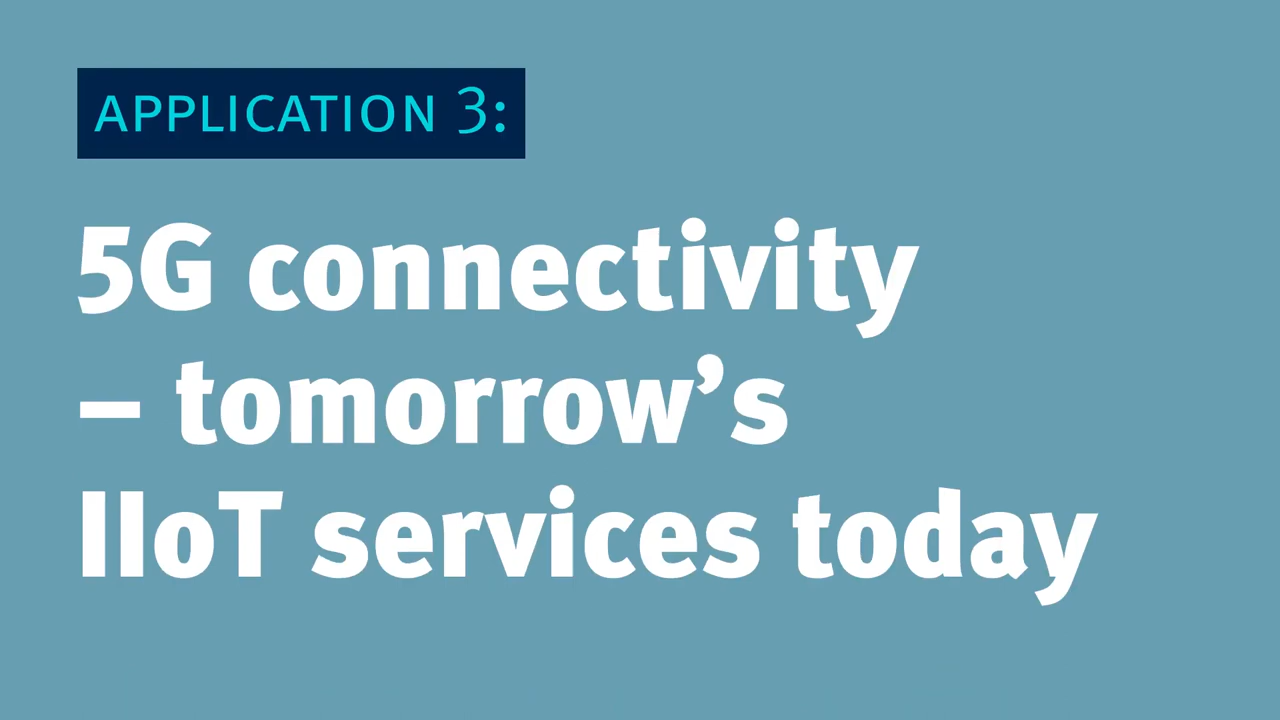 APPLICATION 3:
5G connectivity
– tomorrow’s
IIoT services today